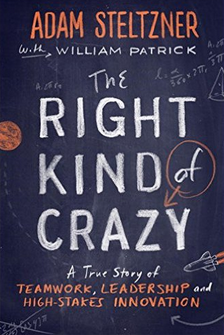 ADAM STELTZNER
with WILLIAM PATRICK
The
RIGHT
KIND of
CRAZY
A True Story of
TEAMWORK, LEADERSHIP and
HIGH-STAKES INNOVATION